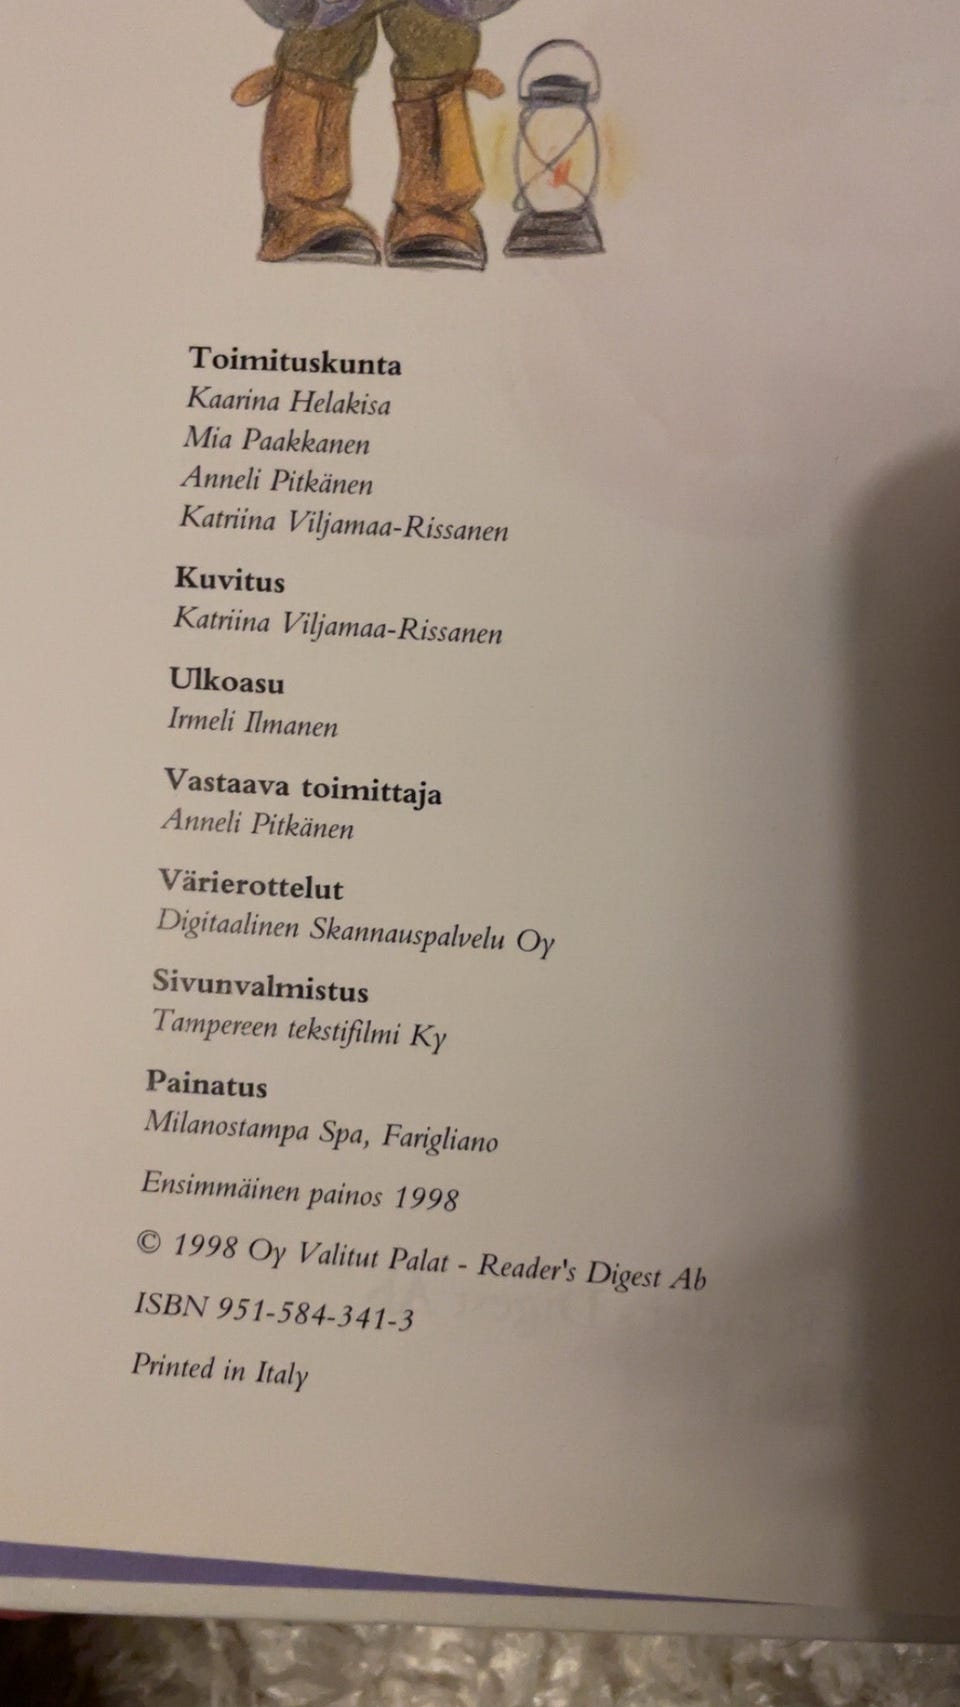 Toimituskunta
Kaarina Helakisa
Mia Paakkanen
Anneli Pitkänen
Katriina Viljamaa-Rissanen
Kuvitus
Katriina Viljamaa-Rissanen
Ulkoasu
Irmeli Ilmanen
Vastaava toimittaja
Anneli Pitkänen
Värierottelut
Digitaalinen Skannauspalvelu Oy
Sivunvalmistus
Tampereen tekstifilmi Ky
Painatus
Milanostampa Spa, Farigliano
Ensimmäinen painos 1998
© 1998 Oy Valitut Palat - Reader's Digest Ab
ISBN 951-584-341-3
Printed in Italy